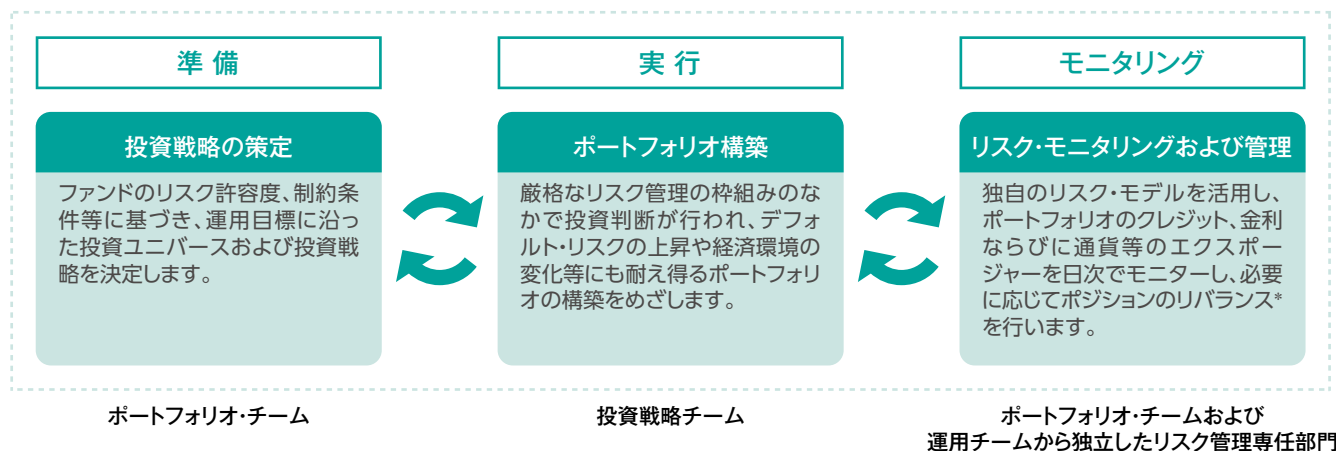 準 備
投資戦略の策定
ファンドのリスク許容度、制約条
件等に基づき、運用目標に沿っ
た投資ユニバースおよび投資戦
略を決定します。
ポートフォリオ・チーム
実 行
ポートフォリオ構築
厳格なリスク管理の枠組みのな
かで投資判断が行われ、デフォ
ルト・リスクの上昇や経済環境の
変化等にも耐え得るポートフォリ
オの構築をめざします。
投資戦略チーム
モニタリング
リスク・モニタリングおよび管理
独自のリスク・モデルを活用し、
ポートフォリオのクレジット、金利
ならびに通貨等のエクスポー
ジャーを日次でモニターし、必要
に応じてポジションのリバランス*
を行います。
ポートフォリオ・チームおよび
運用チームから独立したリスク管理専任部門